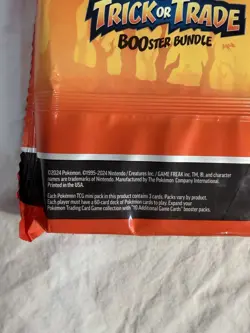 TRICK OR TRADE
BOOSTER BUNDLE
©2024 Pokémon. ©1995-2024 Nintendo / Creatures Inc. / GAME FREAK inc. TM, ®, and character
names are trademarks of Nintendo. Manufactured by The Pokémon Company International.
Printed in the USA.
Each Pokémon TCG mini pack in this product contains 3 cards. Packs vary.
Each player must have a 60-card deck of Pokémon cards to play. Expand your
Pokémon Trading Card Game collection with "10 Additional Game Cards" booster packs.